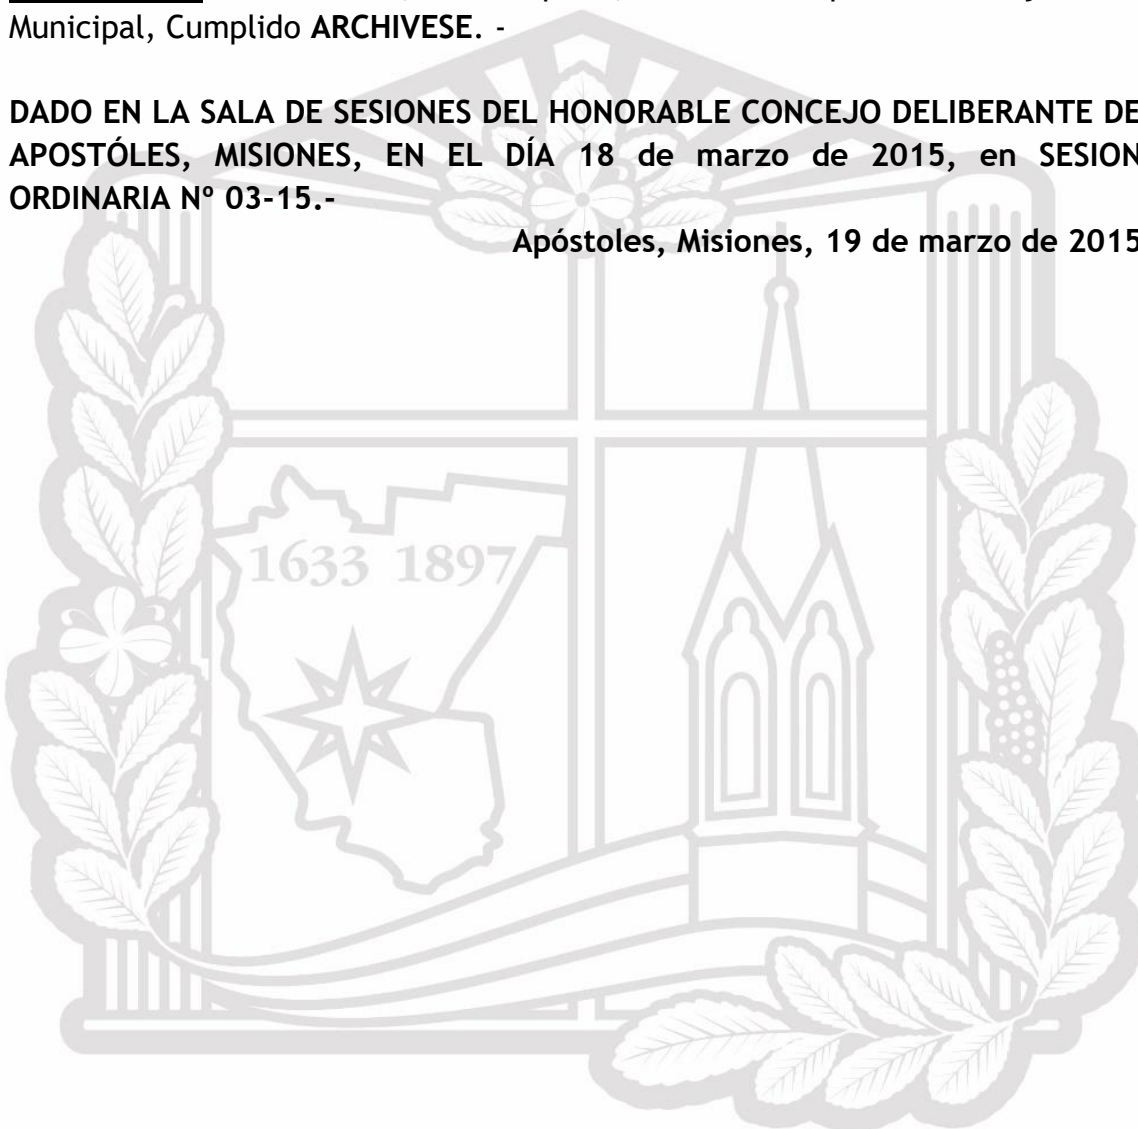 Municipal, Cumplido ARCHIVESE. -
DADO EN LA SALA DE SESIONES DEL HONORABLE CONCEJO DELIBERANTE DE
APOSTÓLES, MISIONES, EN EL DÍA 18 de marzo de 2015, en SESION
ORDINARIA Nº 03-15.-
Apóstoles, Misiones, 19 de marzo de 2015
1633 1897